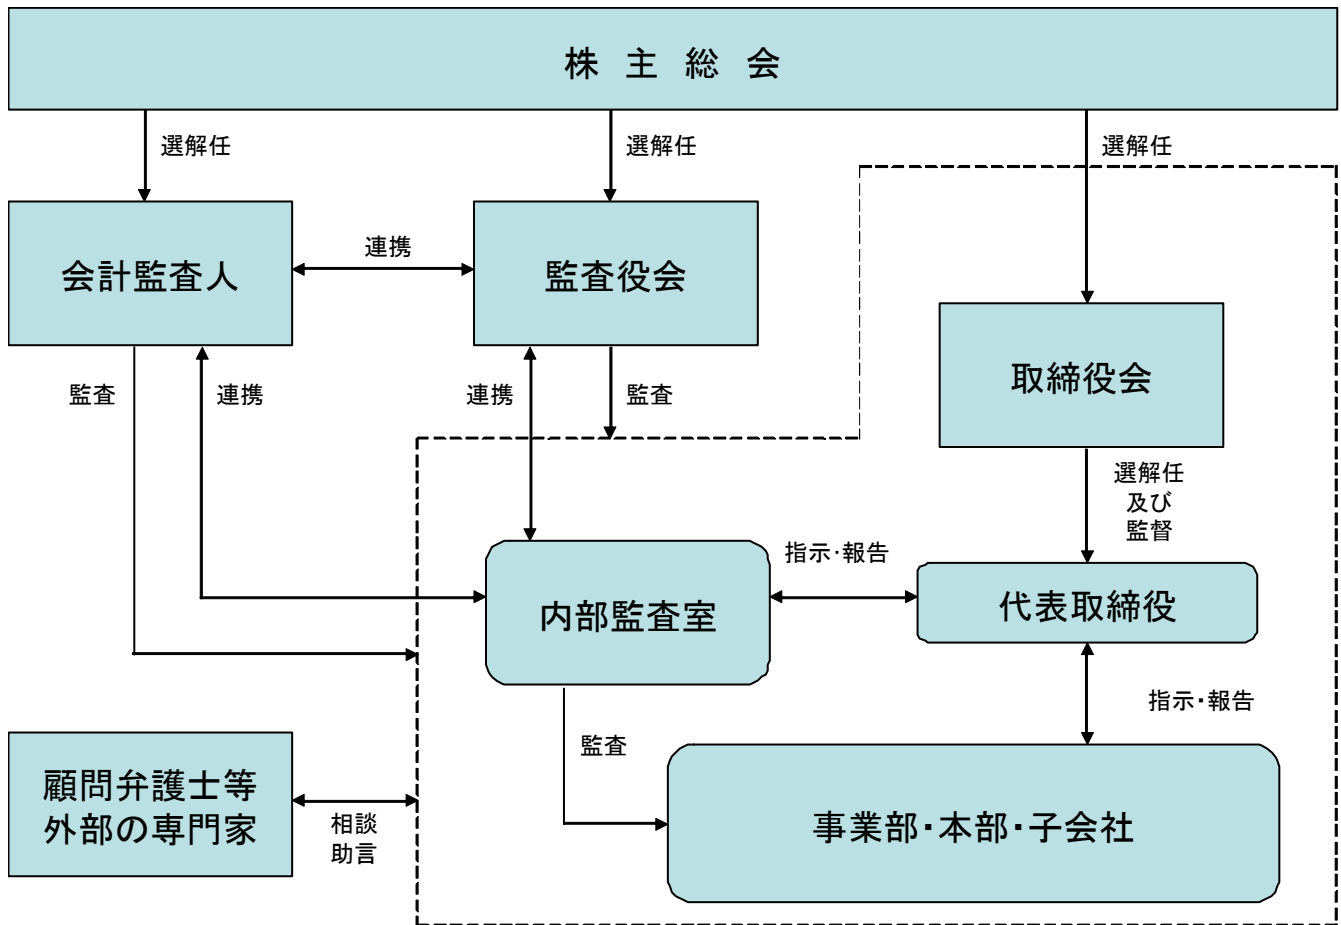 株 主 総 会
選解任
選解任
選解任
会計監査人
連携
監査役会
取締役会
監査
連携
連携
監査
選解任
及び
監督
指示･報告
内部監査室
代表取締役
指示・報告
監査
顧問弁護士等
外部の専門家
相談
助言
事業部・本部・子会社